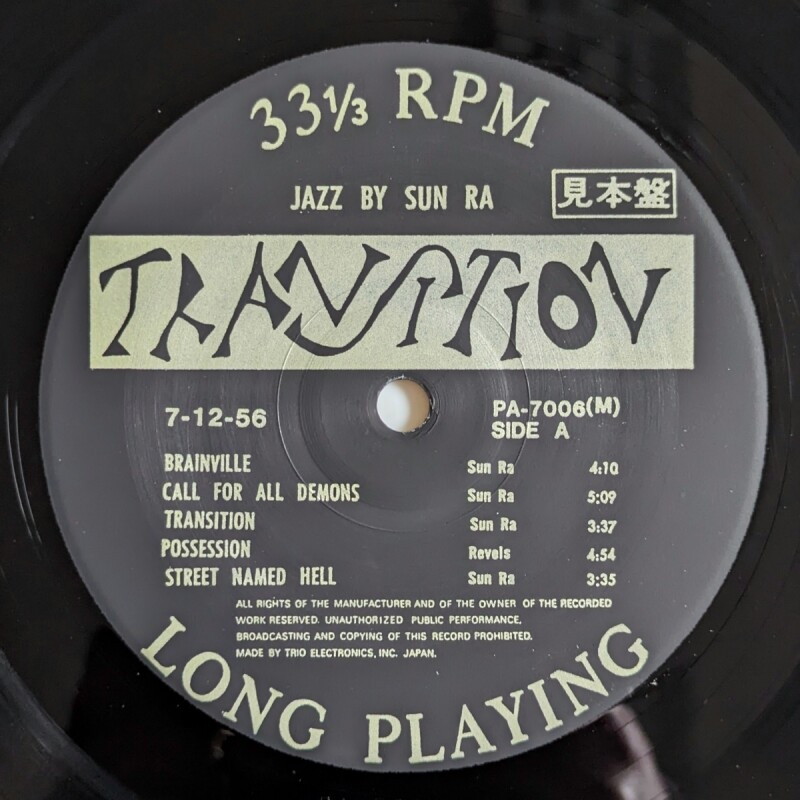 33⅓ RPM
JAZZ BY SUN RA
見本盤
TRANSITION
7-12-56
PA-7006(M)
SIDE A
BRAINVILLE Sun Ra 4:10
CALL FOR ALL DEMONS Sun Ra 5:09
TRANSITION Sun Ra 3:37
POSSESSION Revels 4:54
STREET NAMED HELL Sun Ra 3:35
ALL RIGHTS OF THE MANUFACTURER AND OF THE OWNER OF THE RECORDED
WORK RESERVED. UNAUTHORIZED PUBLIC PERFORMANCE,
BROADCASTING AND COPYING OF THIS RECORD PROHIBITED.
MADE BY TRIO ELECTRONICS, INC. JAPAN.
LONG PLAYING